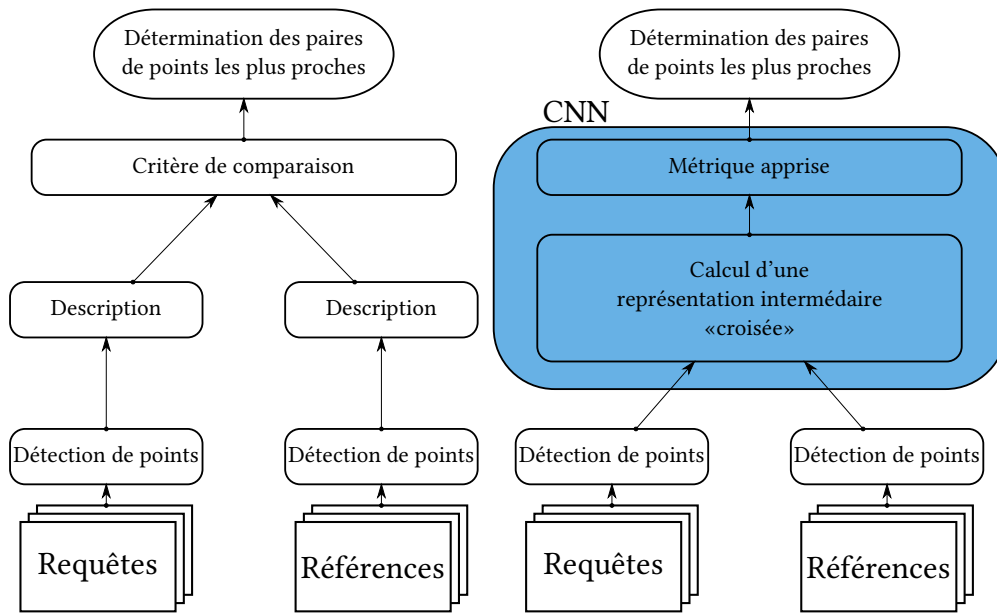 Détermination des paires
de points les plus proches
Critère de comparaison
Description
Description
Détection de points
Détection de points
Requêtes
Références
Détermination des paires
de points les plus proches
CNN
Métrique apprise
Calcul d'une
représentation intermédaire
«croisée»
Détection de points
Détection de points
Requêtes
Références